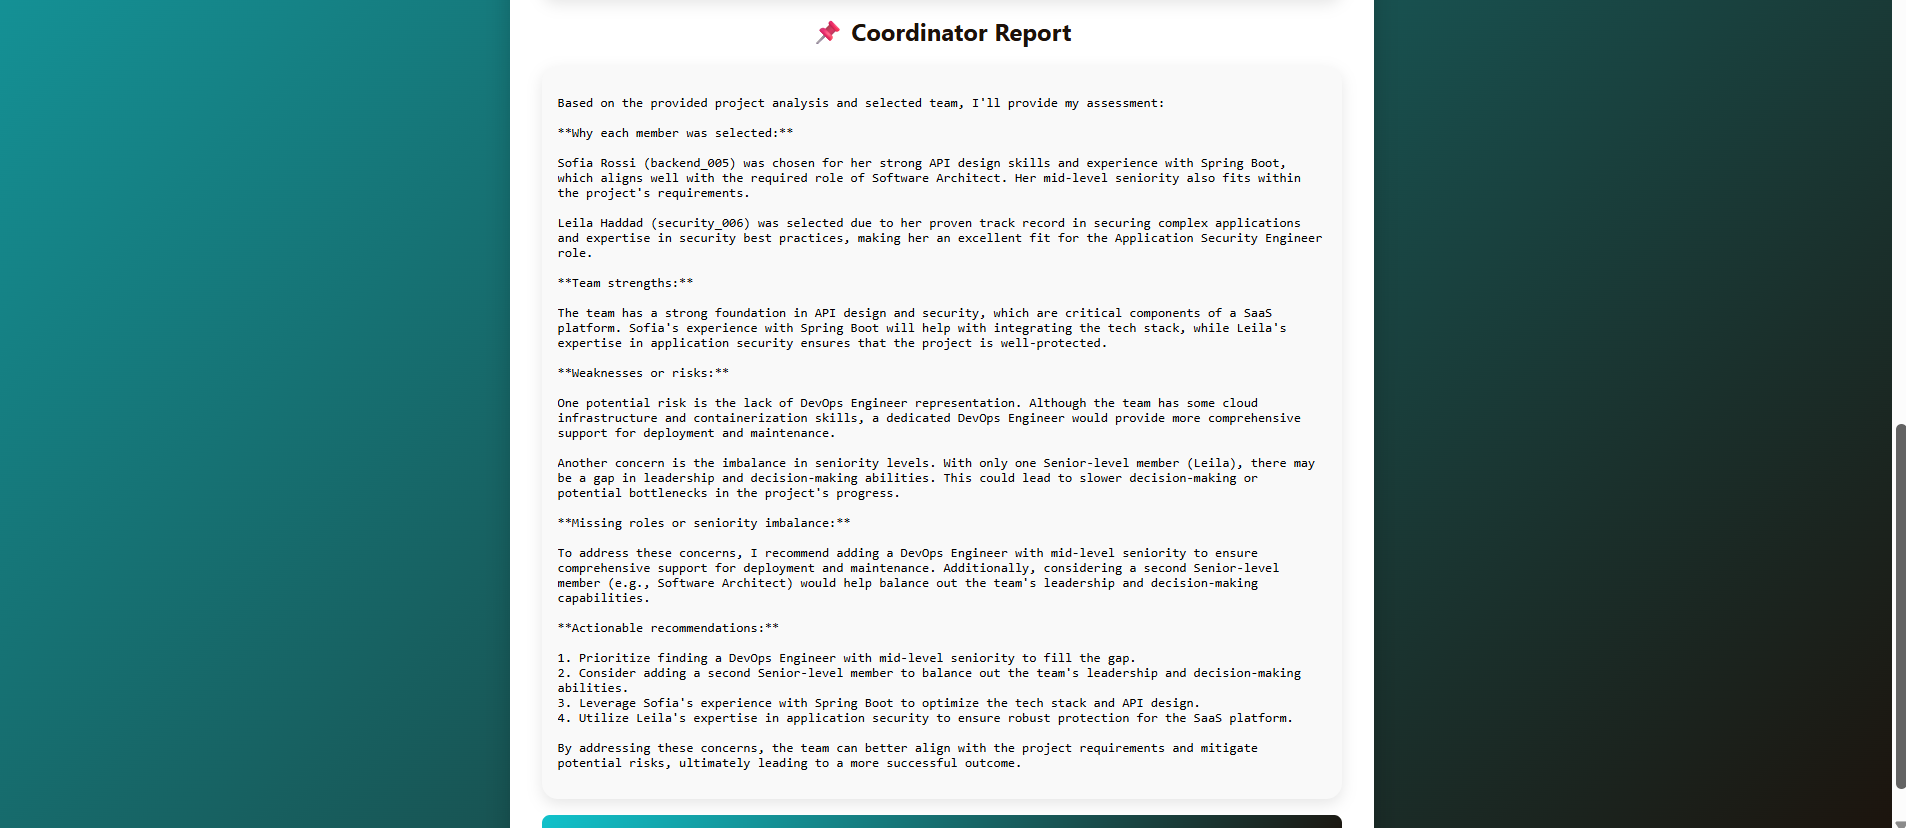 📌 Coordinator Report
Based on the provided project analysis and selected team, I'll provide my assessment:
**Why each member was selected:**
Sofia Rossi (backend_005) was chosen for her strong API design skills and experience with Spring Boot,
which aligns well with the required role of Software Architect. Her mid-level seniority also fits within
the project's requirements.
Leila Haddad (security_006) was selected due to her proven track record in securing complex applications
and expertise in security best practices, making her an excellent fit for the Application Security Engineer
role.
**Team strengths:**
The team has a strong foundation in API design and security, which are critical components of a SaaS
platform. Sofia's experience with Spring Boot will help with integrating the tech stack, while Leila's
expertise in application security ensures that the project is well-protected.
**Weaknesses or risks:**
One potential risk is the lack of DevOps Engineer representation. Although the team has some cloud
infrastructure and containerization skills, a dedicated DevOps Engineer would provide more comprehensive
support for deployment and maintenance.
Another concern is the imbalance in seniority levels. With only one Senior-level member (Leila), there may
be a gap in leadership and decision-making abilities. This could lead to slower decision-making or
potential bottlenecks in the project's progress.
**Missing roles or seniority imbalance:**
To address these concerns, I recommend adding a DevOps Engineer with mid-level seniority to ensure
comprehensive support for deployment and maintenance. Additionally, considering a second Senior-level
member (e.g., Software Architect) would help balance out the team's leadership and decision-making
capabilities.
**Actionable recommendations:**
1. Prioritize finding a DevOps Engineer with mid-level seniority to fill the gap.
2. Consider adding a second Senior-level member to balance out the team's leadership and decision-making
abilities.
3. Leverage Sofia's experience with Spring Boot to optimize the tech stack and API design.
4. Utilize Leila's expertise in application security to ensure robust protection for the SaaS platform.
By addressing these concerns, the team can better align with the project requirements and mitigate
potential risks, ultimately leading to a more successful outcome.